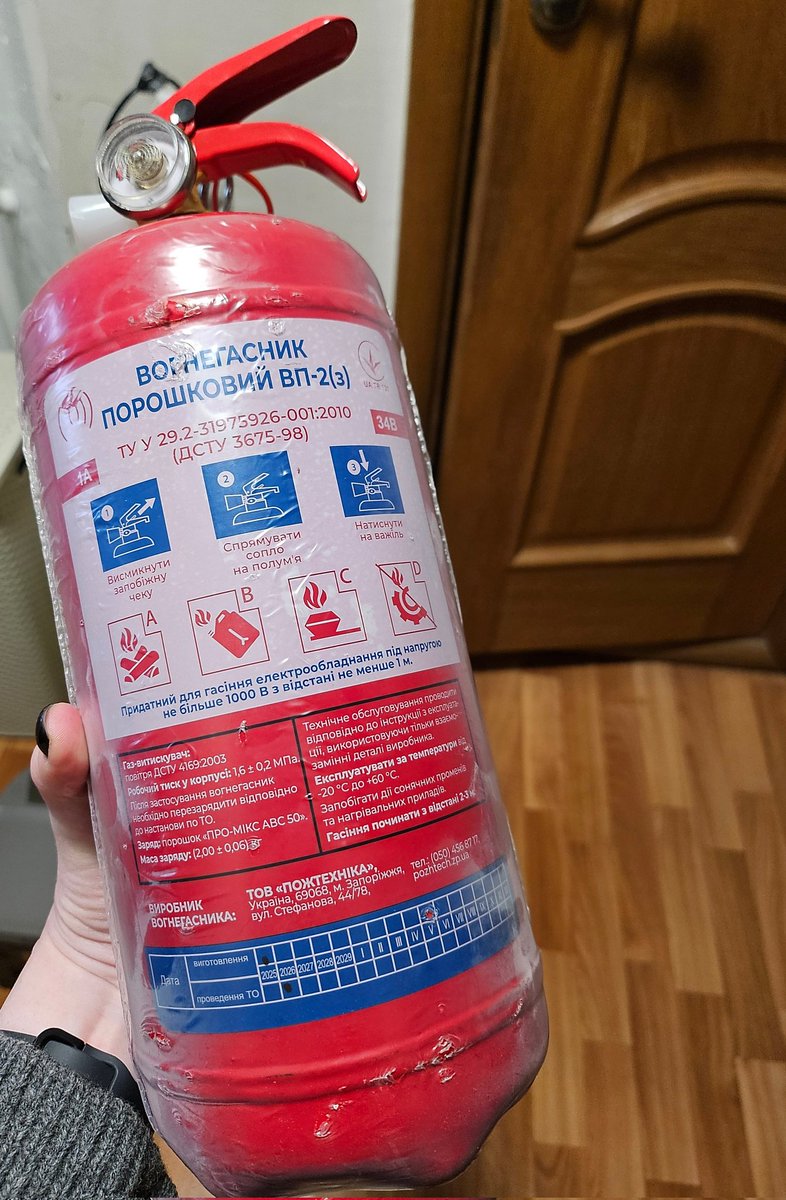 ВОГНЕГАСНИК
ПОРОШКОВИЙ ВП-2(з)
ТУ У 29.2-31975926-001:2010
(ДСТУ 3675-98)
1А
34В
1
2
3
Висмикнути
запобіжну
чеку
Спрямувати
сопло
на полум'я
Натиснути
на важіль
A
B
C
D
Придатний для гасіння електрообладнання під напругою
не більше 1000 В з відстані не менше 1 м.
Газ-витискувач:
повітря ДСТУ 4169:2003
Робочий тиск у корпусі: 1,6 ± 0,2 МПа.
Після застосування вогнегасник
необхідно перезарядити відповідно
до настанови по ТО.
Заряд: порошок «ПРО-МІКС АВС 50».
Маса заряду: (2,00 ± 0,06) кг
Технічне обслуговування проводити
відповідно до інструкції з експлуата-
ції, використовуючи тільки взаємо-
замінні деталі виробника.
Експлуатувати за температури від
-20 °С до +60 °С.
Запобігати дії сонячних променів
та нагрівальних приладів.
Гасіння починати з відстані 2-3 м.
ВИРОБНИК
ВОГНЕГАСНИКА:
ТОВ «ПОЖТЕХНІКА»,
Україна, 69068, м. Запоріжжя,
вул. Стефанова, 44/78,
тел.: (050) 456 87 17,
pozhtech.zp.ua
Дата
виготовлення
проведення ТО
2025 2026 2027 2028 2029 I II III IV V VI VII VIII IX X